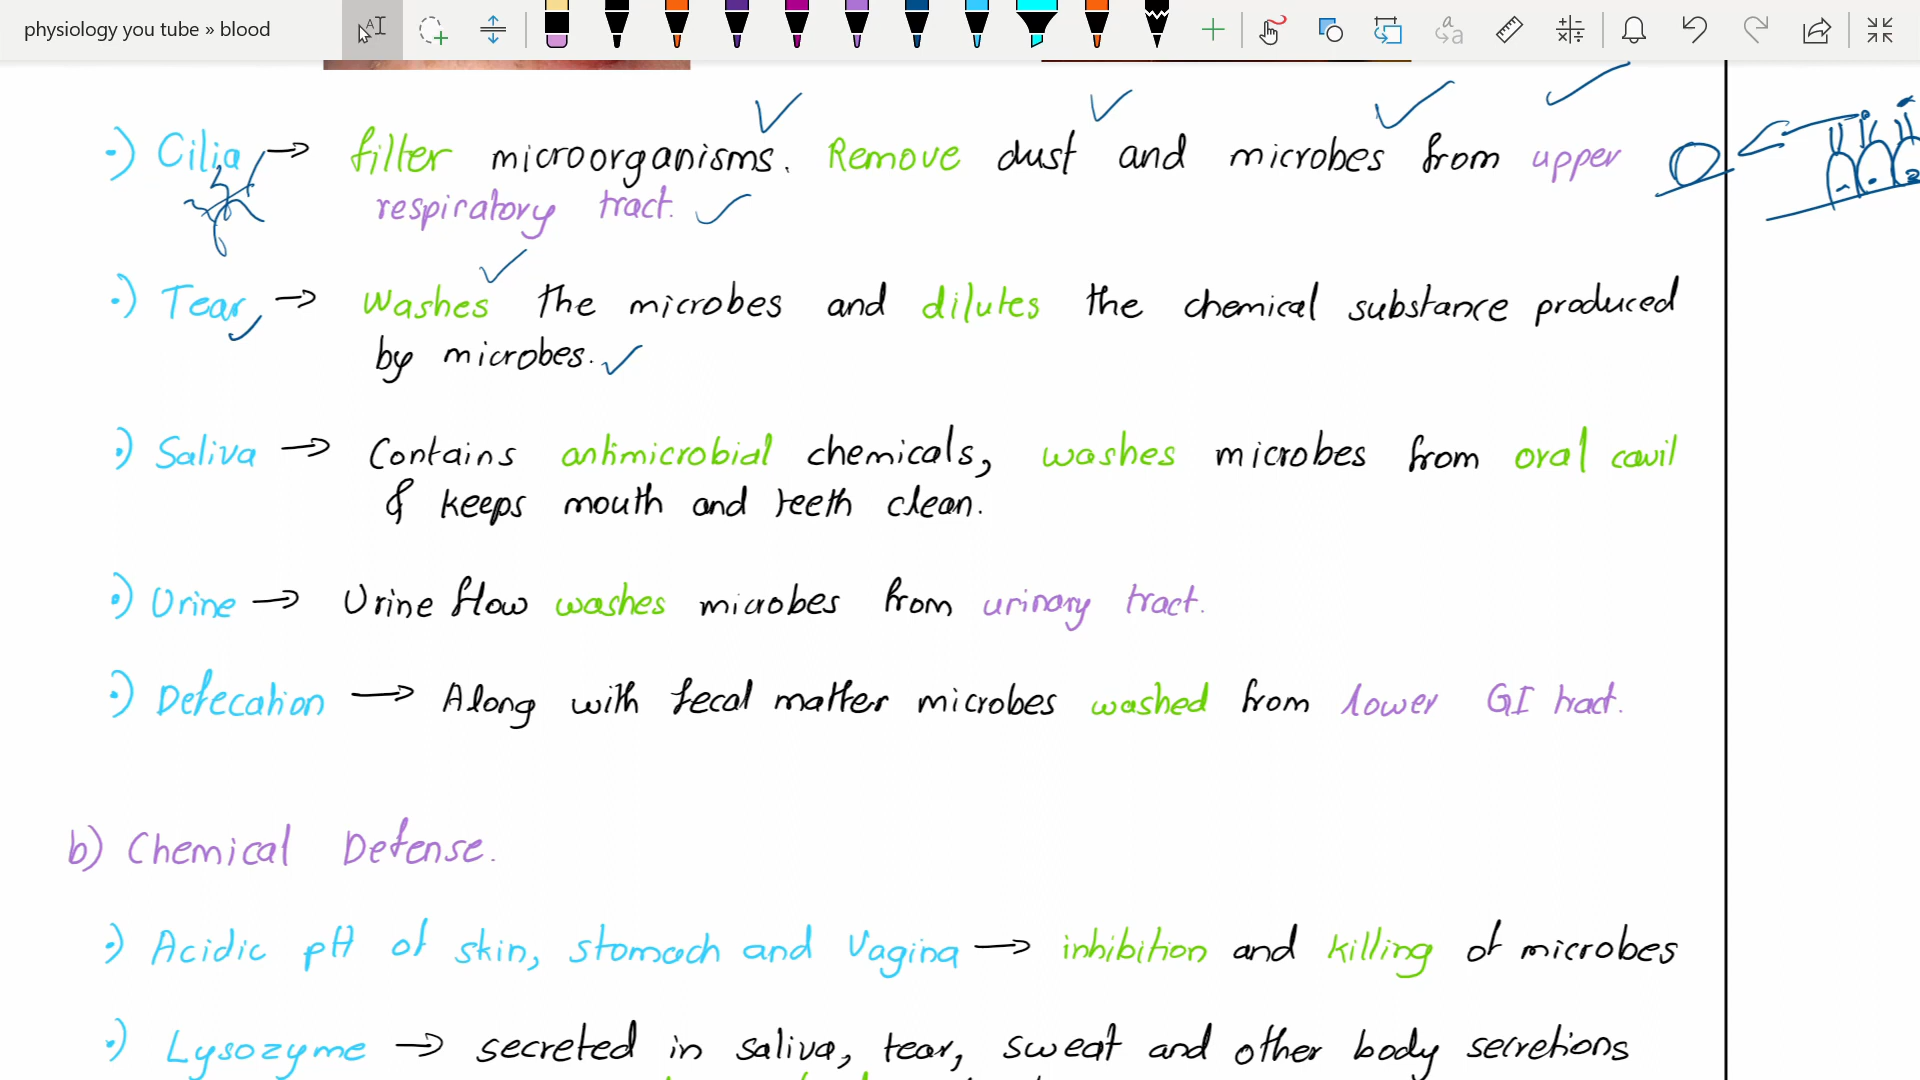 physiology you tube » blood
·) Cilia → filter microorganisms. Remove dust and microbes from upper
respiratory tract.
·) Tear → Washes the microbes and dilutes the chemical substance produced
by microbes.
·) Saliva → Contains antimicrobial chemicals, washes microbes from oral cavit
& keeps mouth and teeth clean.
·) Urine → Urine flow washes microbes from urinary tract.
·) Defecation → Along with fecal matter microbes washed from lower GI tract.
b) Chemical Defense.
·) Acidic pH of skin, stomach and Vagina → inhibition and killing of microbes
·) Lysozyme → secreted in saliva, tear, sweat and other body secretions